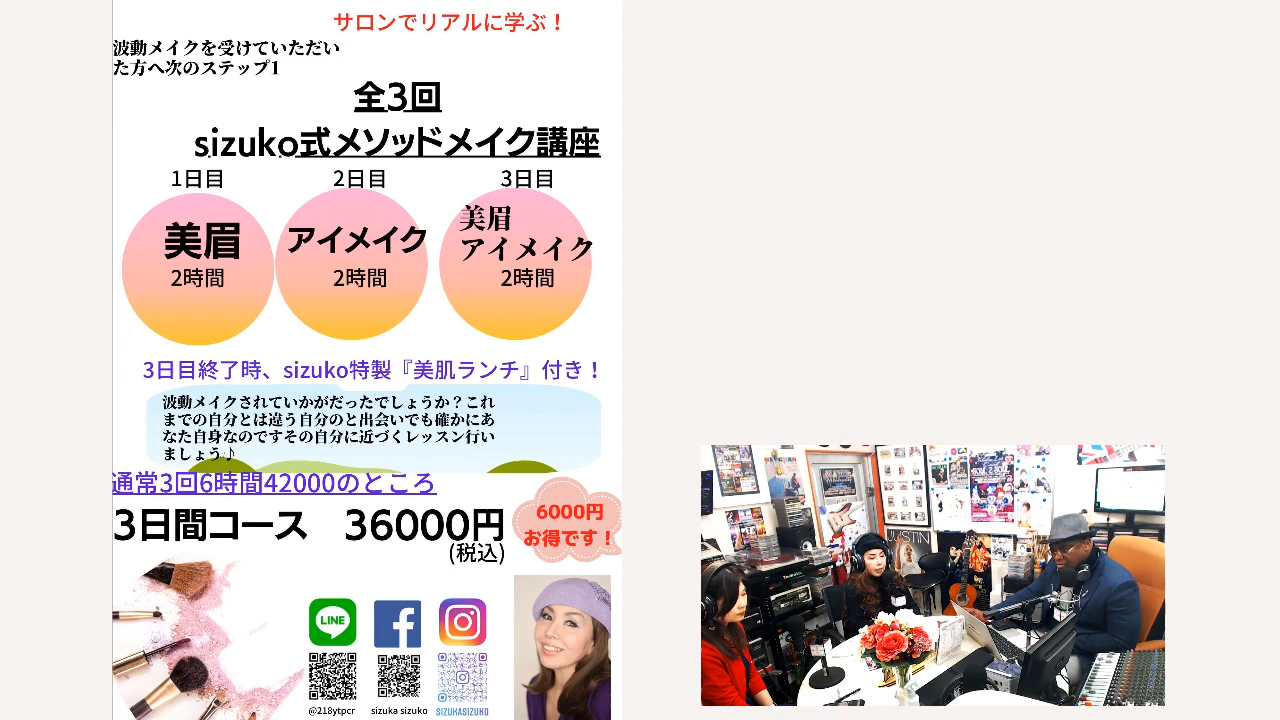 サロンでリアルに学ぶ！
波動メイクを受けていただい
た方へ次のステップ1
全3回
sizuko式メソッドメイク講座
1日目
2日目
3日目
美眉
2時間
アイメイク
2時間
美眉
アイメイク
2時間
3日目終了時、sizuko特製『美肌ランチ』付き！
波動メイクされていかがだったでしょうか？これ
までの自分とは違う自分のと出会いでも確かにあ
なた自身なのですその自分に近づくレッスン行い
ましょう♪
通常3回6時間42000のところ
3日間コース　36000円
(税込)
6000円
お得です！
LINE
@218ytpcr
sizuka sizuko
SIZUKASIZUKO
JUSTIN